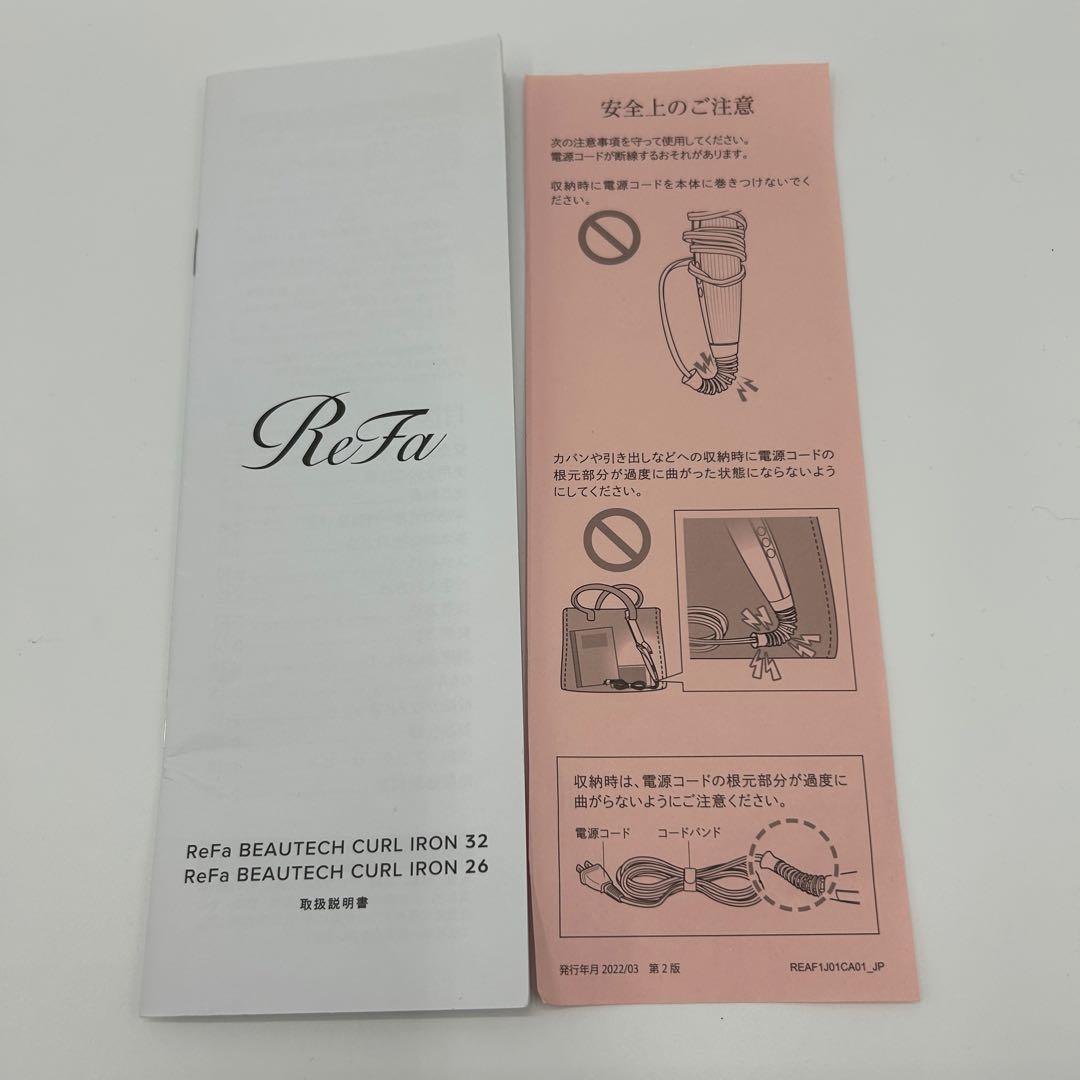 ReFa
ReFa BEAUTECH CURL IRON 32
ReFa BEAUTECH CURL IRON 26
取扱説明書
安全上のご注意
次の注意事項を守って使用してください。
電源コードが断線するおそれがあります。
収納時に電源コードを本体に巻きつけないでく
ださい。
カバンや引き出しなどへの収納時に電源コードの
根元部分が過度に曲がった状態にならないよう
にしてください。
収納時は、電源コードの根元部分が過度に
曲がらないようにご注意ください。
電源コード
コードバンド
発行年月 2022/03 第2版
REAF1J01CA01_JP